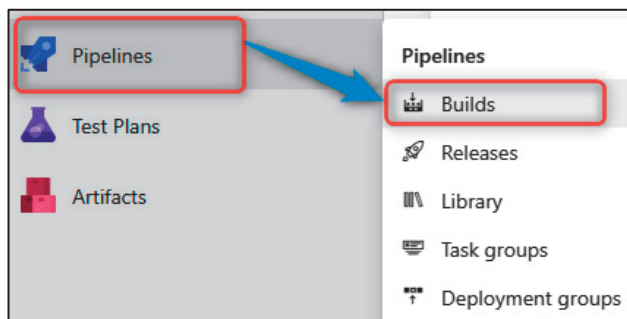 Pipelines
Test Plans
Artifacts
Pipelines
Builds
Releases
Library
Task groups
Deployment groups